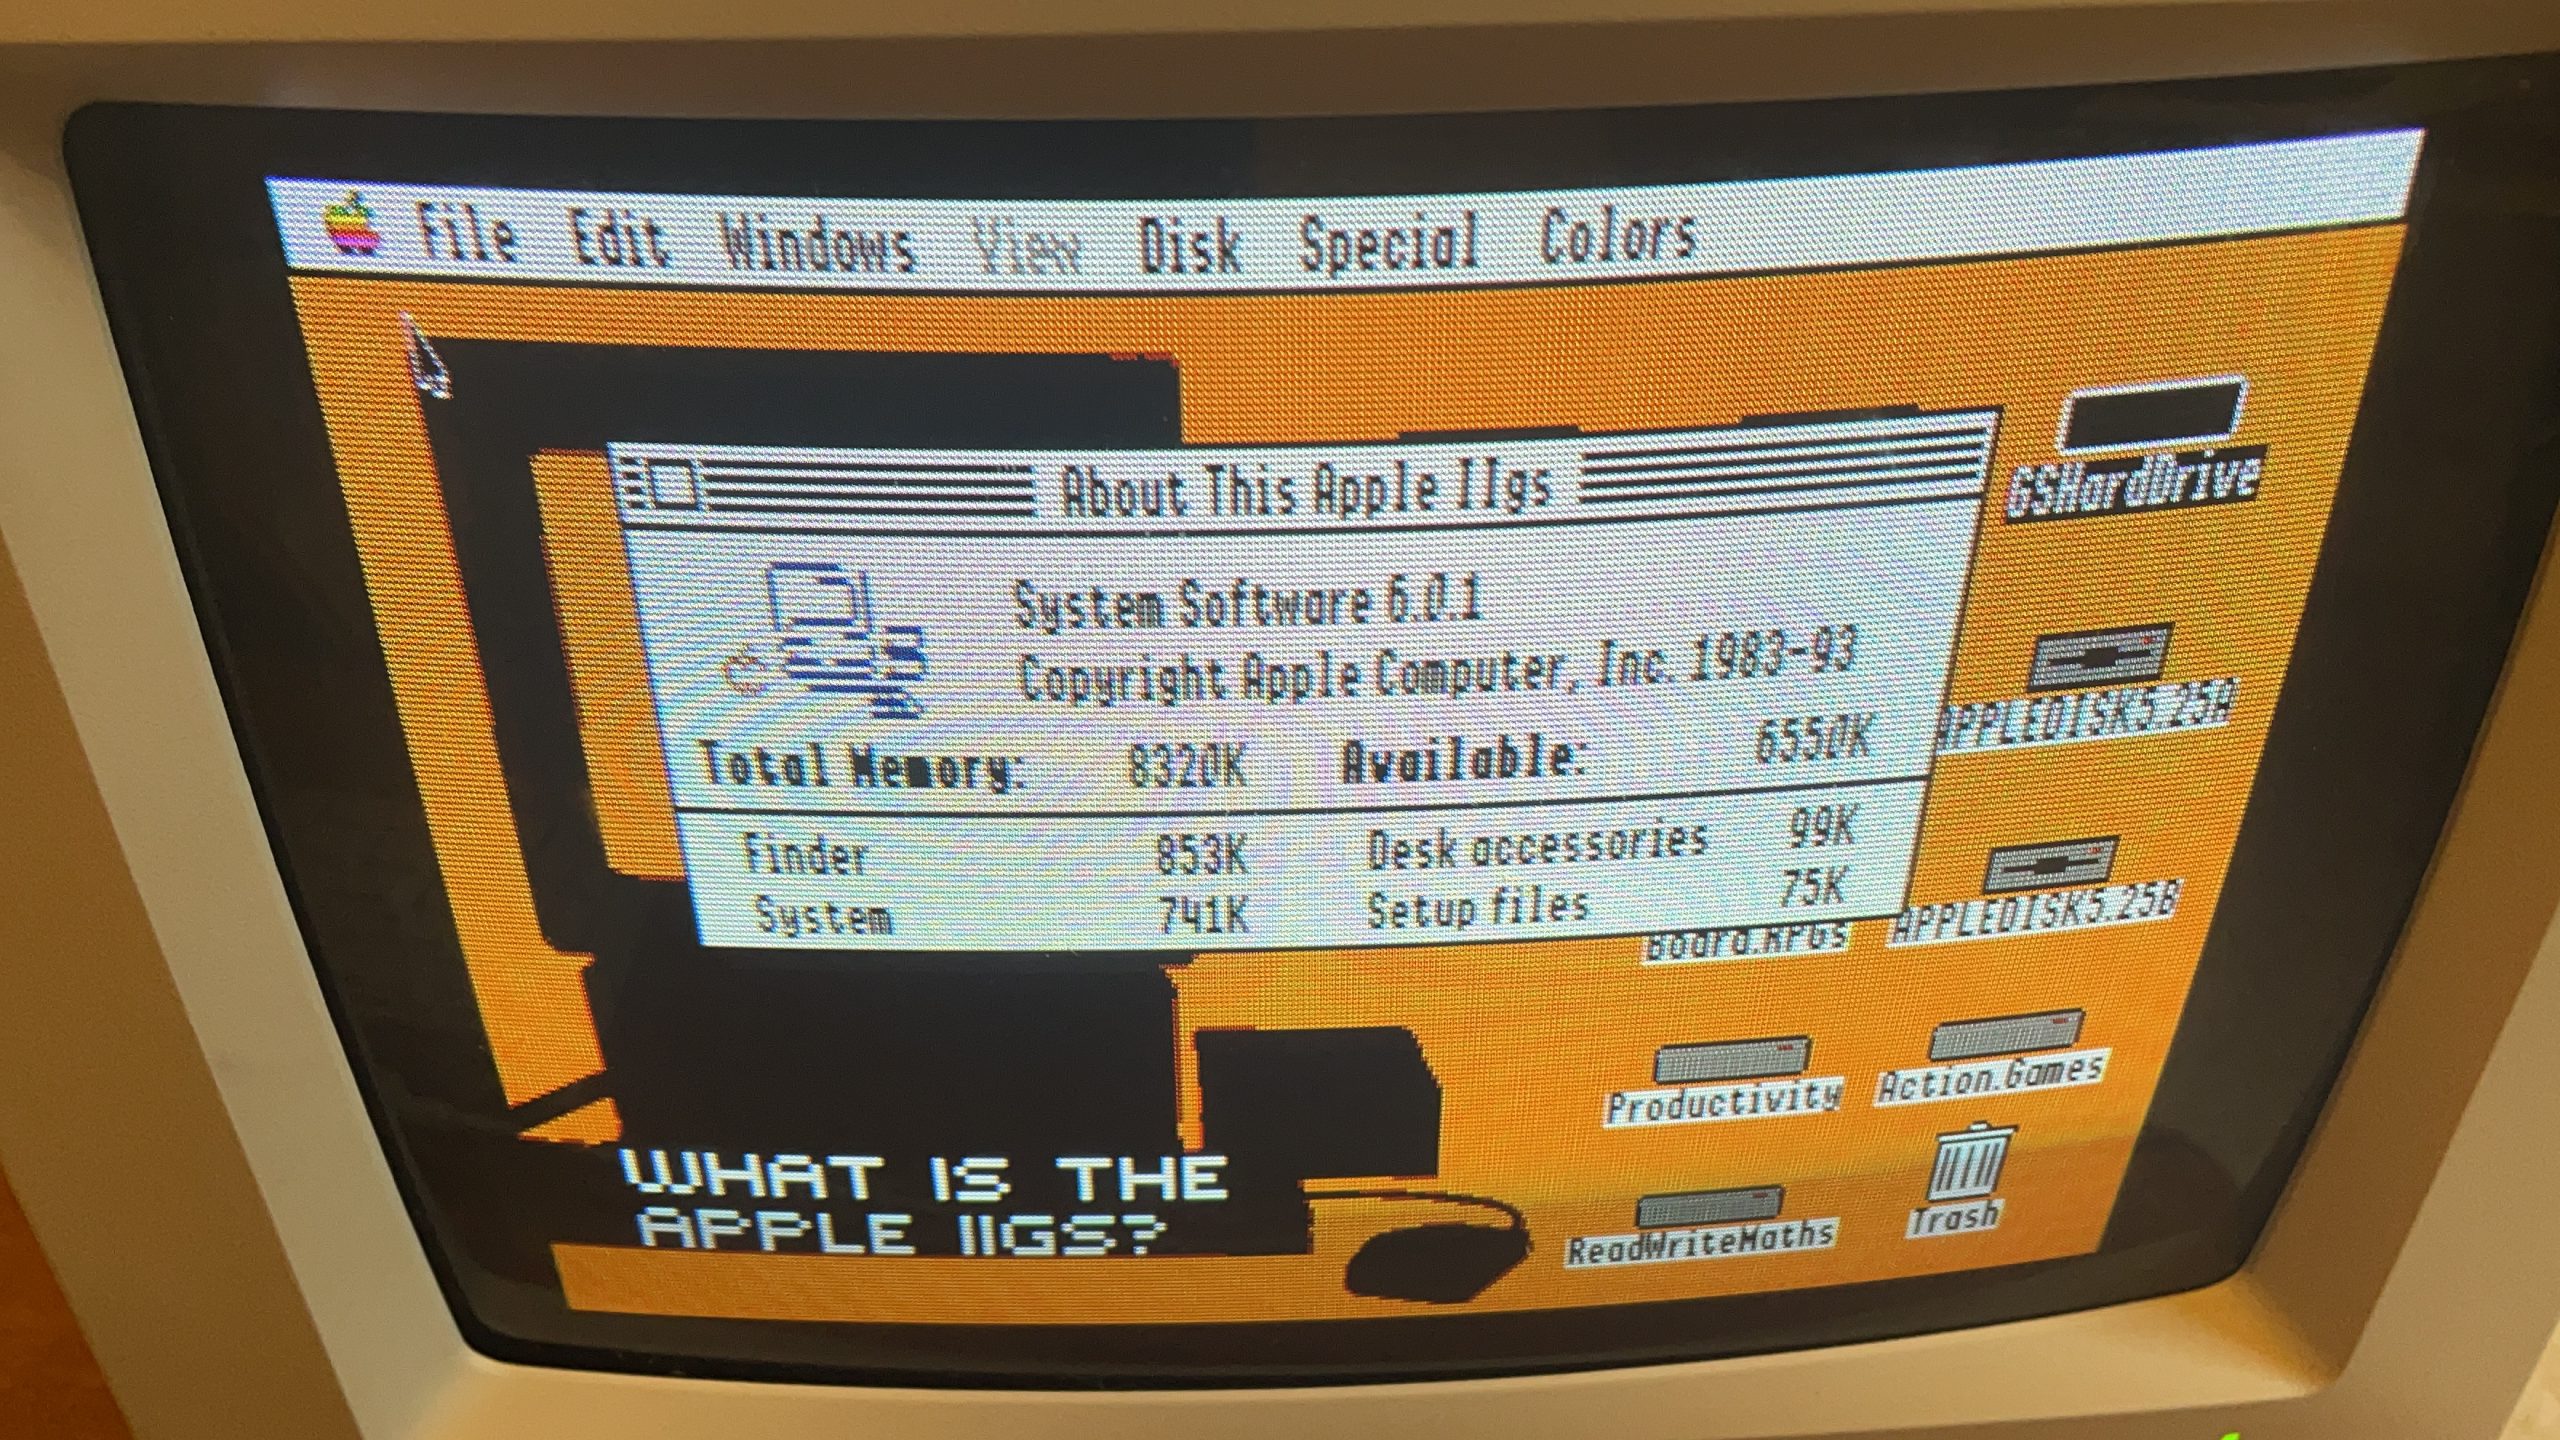 File Edit Windows View Disk Special Colors
GSHardDrive
About This Apple IIgs
System Software 6.0.1
Copyright Apple Computer, Inc. 1983-93
Total Memory: 8320K Available: 6550K
Finder 853K Desk accessories 99K
System 741K Setup files 75K
APPLEDISK5.25A
APPLEDISK5.25B
Board.RPGs
Productivity
Action.Games
ReadWriteMaths
Trash
WHAT IS THE
APPLE IIGS?